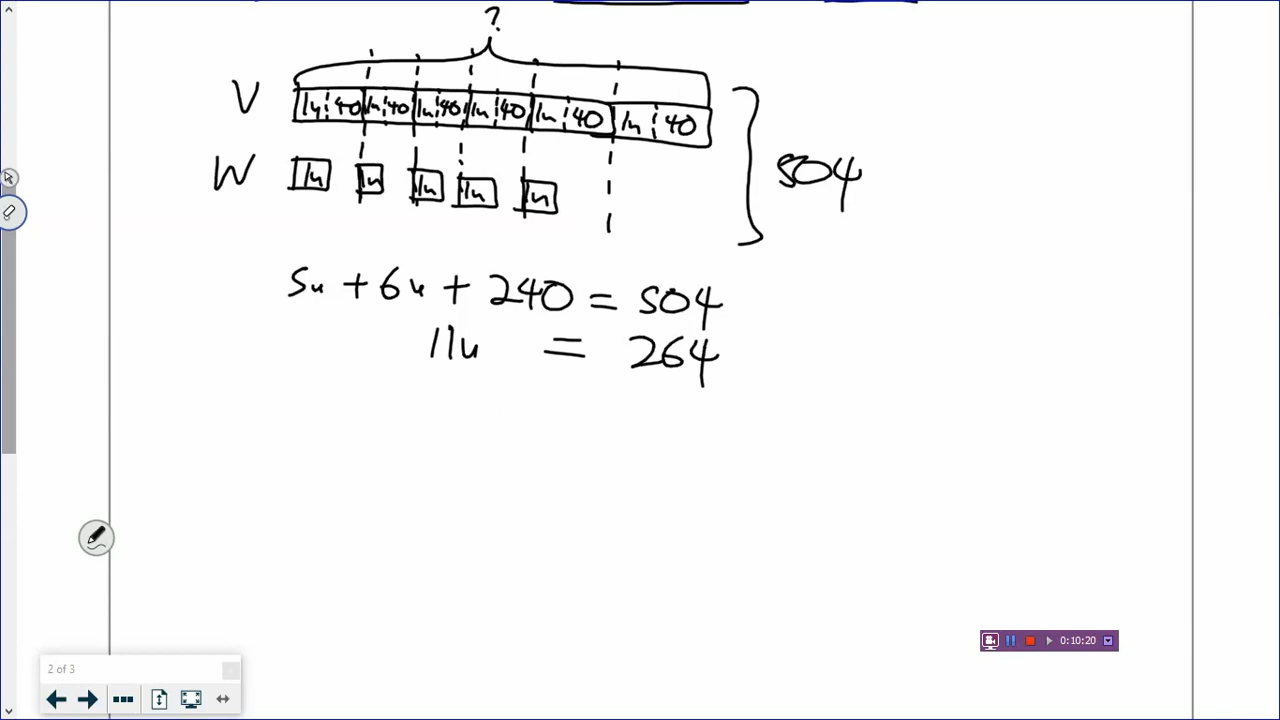 ?
V 1u 40 1u 40 1u 40 1u 40 1u 40 1u 40
W 1u 1u 1u 1u 1u
504
5u + 6u + 240 = 504
11u = 264
0:10:20
2 of 3